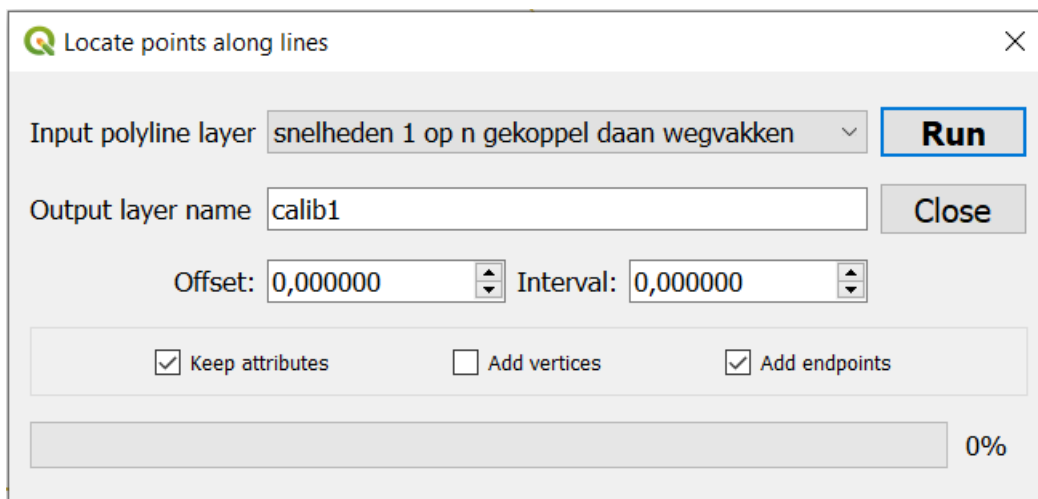 Locate points along lines
Input polyline layer snelheden 1 op n gekoppel daan wegvakken Run
Output layer name calib1 Close
Offset: 0,000000 Interval: 0,000000
Keep attributes Add vertices Add endpoints
0%